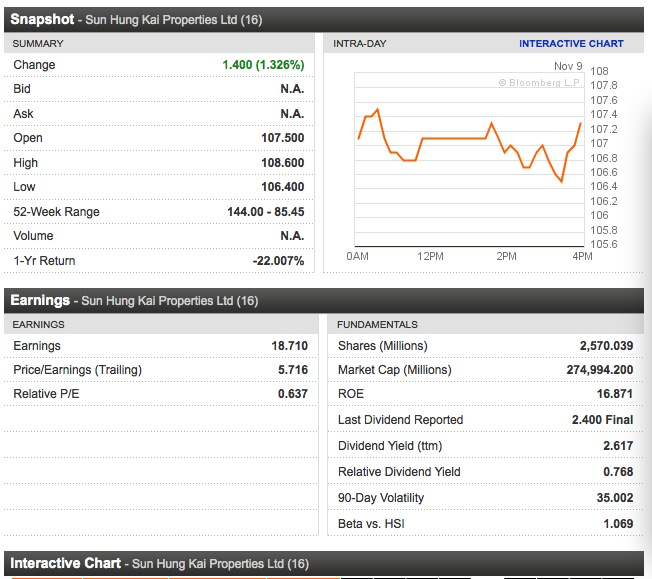 Snapshot - Sun Hung Kai Properties Ltd (16)
SUMMARY
Change 1.400 (1.326%)
Bid N.A.
Ask N.A.
Open 107.500
High 108.600
Low 106.400
52-Week Range 144.00 - 85.45
Volume N.A.
1-Yr Return -22.007%
INTRA-DAY INTERACTIVE CHART
Nov 9
© Bloomberg L.P.
108
107.8
107.6
107.4
107.2
107
106.8
106.6
106.4
106.2
106
105.8
105.6
0AM 12PM 2PM 4PM
Earnings - Sun Hung Kai Properties Ltd (16)
EARNINGS
Earnings 18.710
Price/Earnings (Trailing) 5.716
Relative P/E 0.637
FUNDAMENTALS
Shares (Millions) 2,570.039
Market Cap (Millions) 274,994.200
ROE 16.871
Last Dividend Reported 2.400 Final
Dividend Yield (ttm) 2.617
Relative Dividend Yield 0.768
90-Day Volatility 35.002
Beta vs. HSI 1.069
Interactive Chart - Sun Hung Kai Properties Ltd (16)